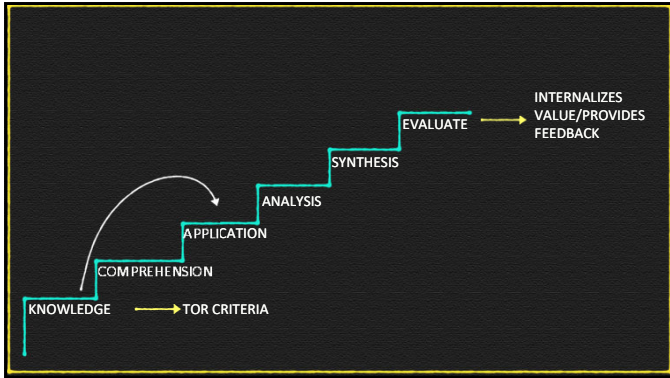 INTERNALIZES
VALUE/PROVIDES
FEEDBACK
EVALUATE
SYNTHESIS
ANALYSIS
APPLICATION
COMPREHENSION
KNOWLEDGE
TOR CRITERIA